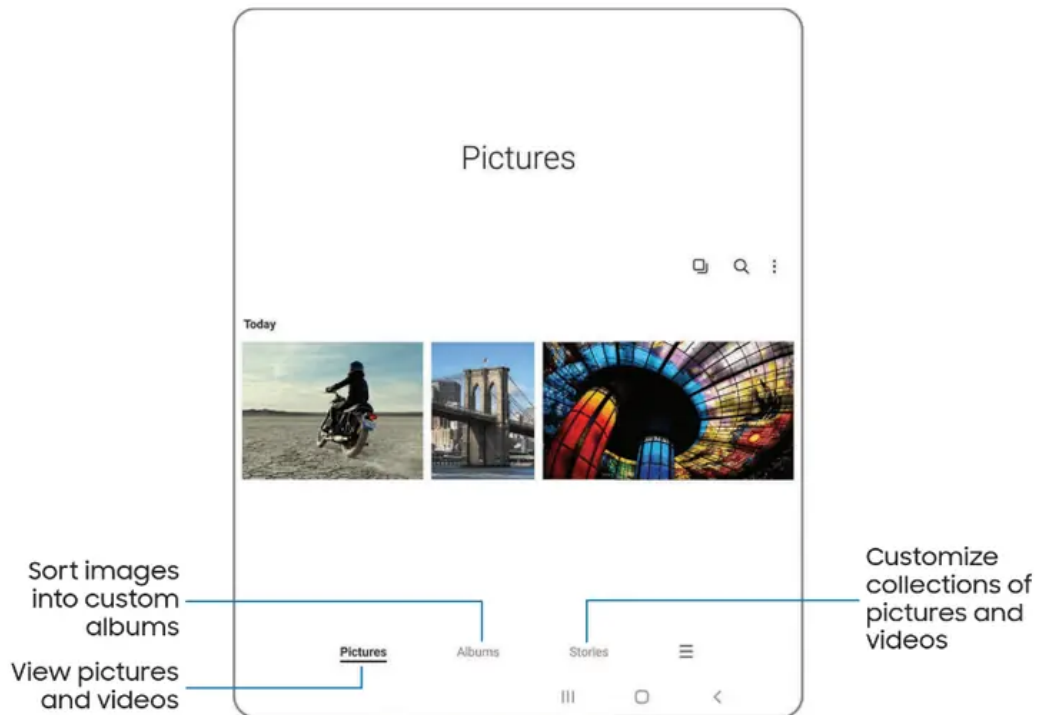 Pictures
Today
Sort images
into custom
albums
View pictures
and videos
Customize
collections of
pictures and
videos
Pictures Albums Stories